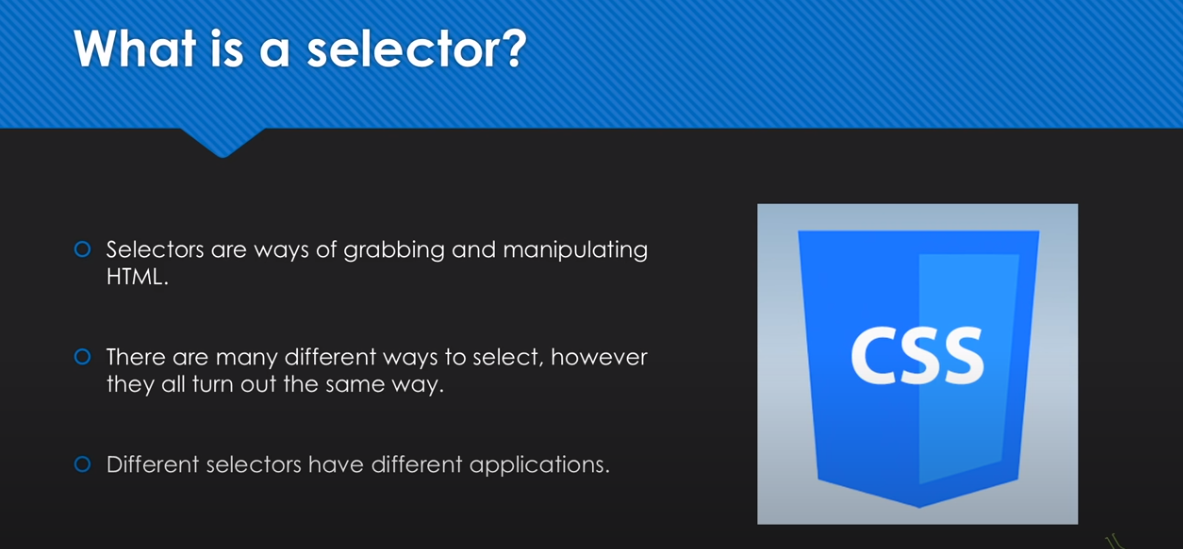 What is a selector?
Selectors are ways of grabbing and manipulating
HTML.
There are many different ways to select, however
they all turn out the same way.
Different selectors have different applications.
CSS